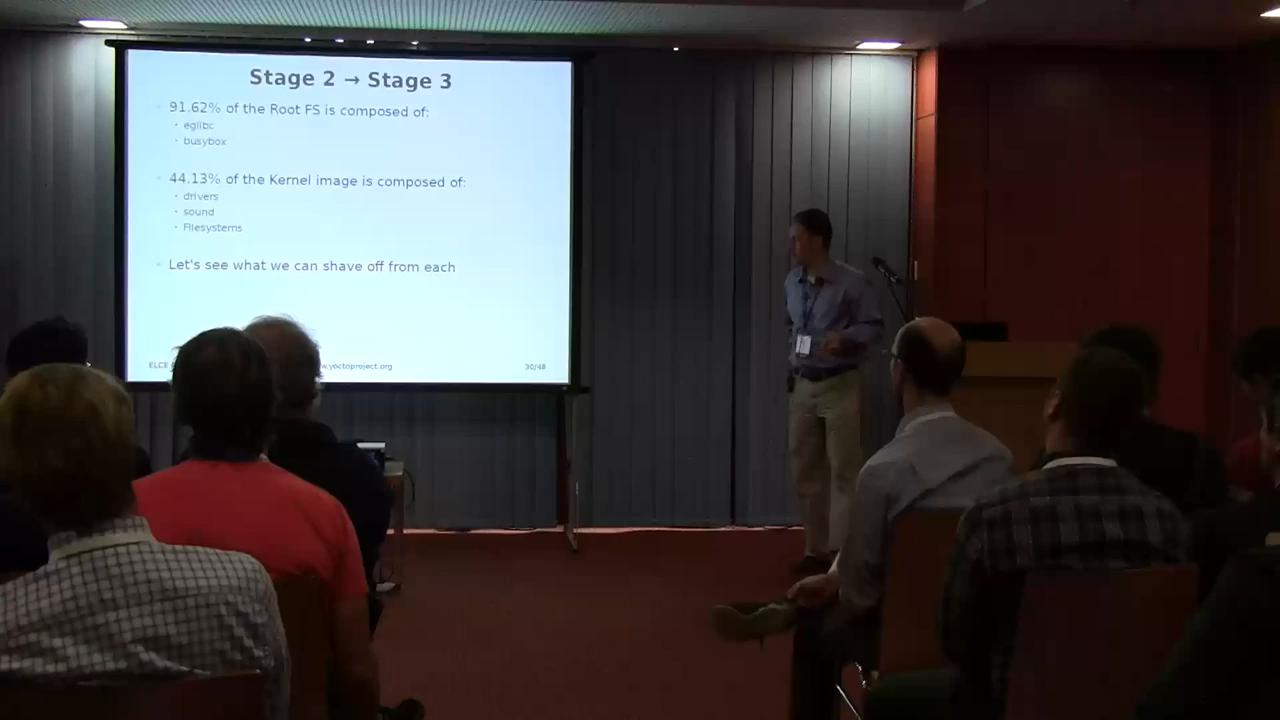 Stage 2 → Stage 3
91.62% of the Root FS is composed of:
eglibc
busybox
44.13% of the Kernel image is composed of:
drivers
sound
Filesystems
Let's see what we can shave off from each
ELCE
w.yoctoproject.org
30/48